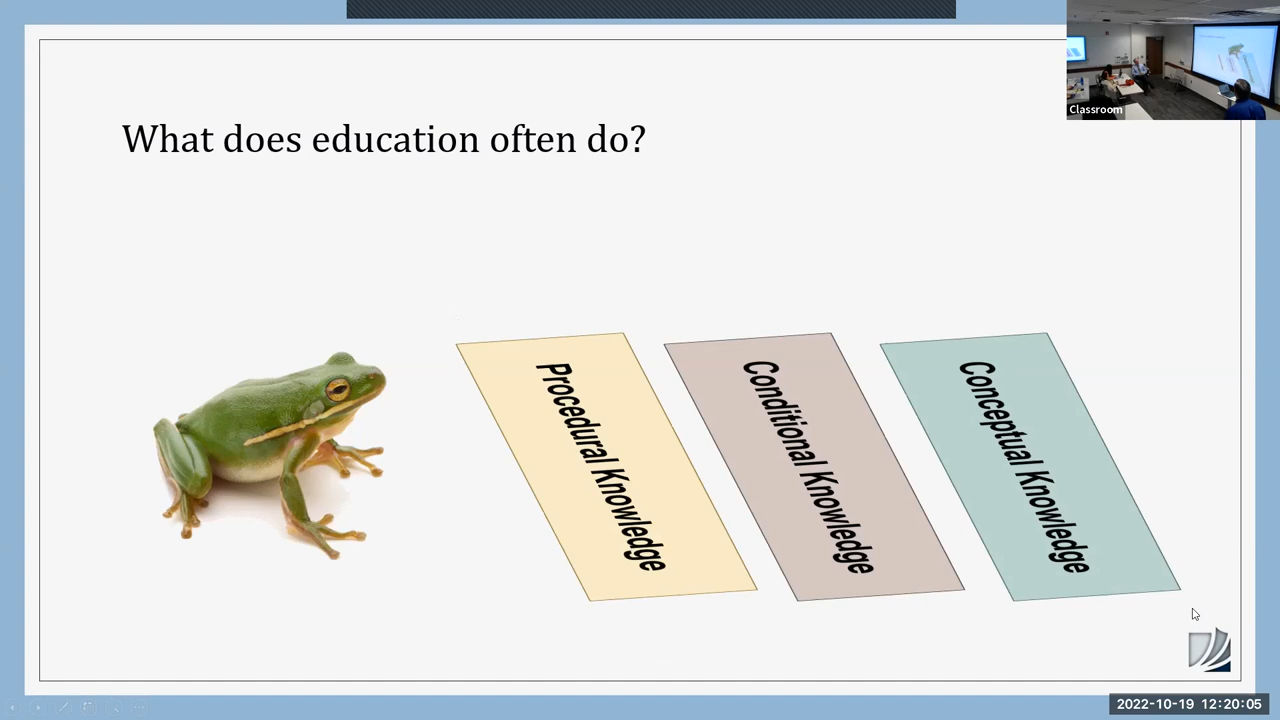 Classroom
What does education often do?
Procedural Knowledge
Conditional Knowledge
Conceptual Knowledge
2022-10-19 12:20:05